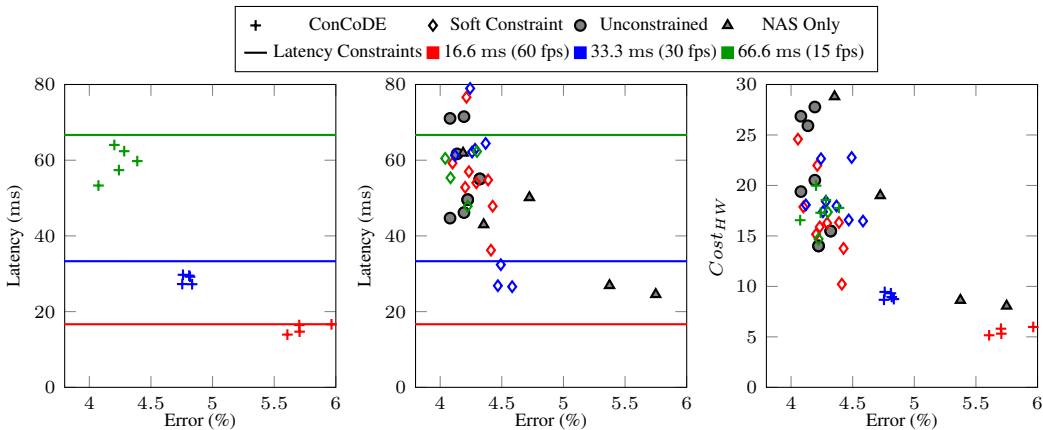 ConCoDE Soft Constraint Unconstrained NAS Only
Latency Constraints 16.6 ms (60 fps) 33.3 ms (30 fps) 66.6 ms (15 fps)
80
60
40
20
0
4 4.5 5 5.5 6
Error (%)
Latency (ms)
80
60
40
20
0
4 4.5 5 5.5 6
Error (%)
Latency (ms)
30
25
20
15
10
5
0
4 4.5 5 5.5 6
Error (%)
Cost_HW